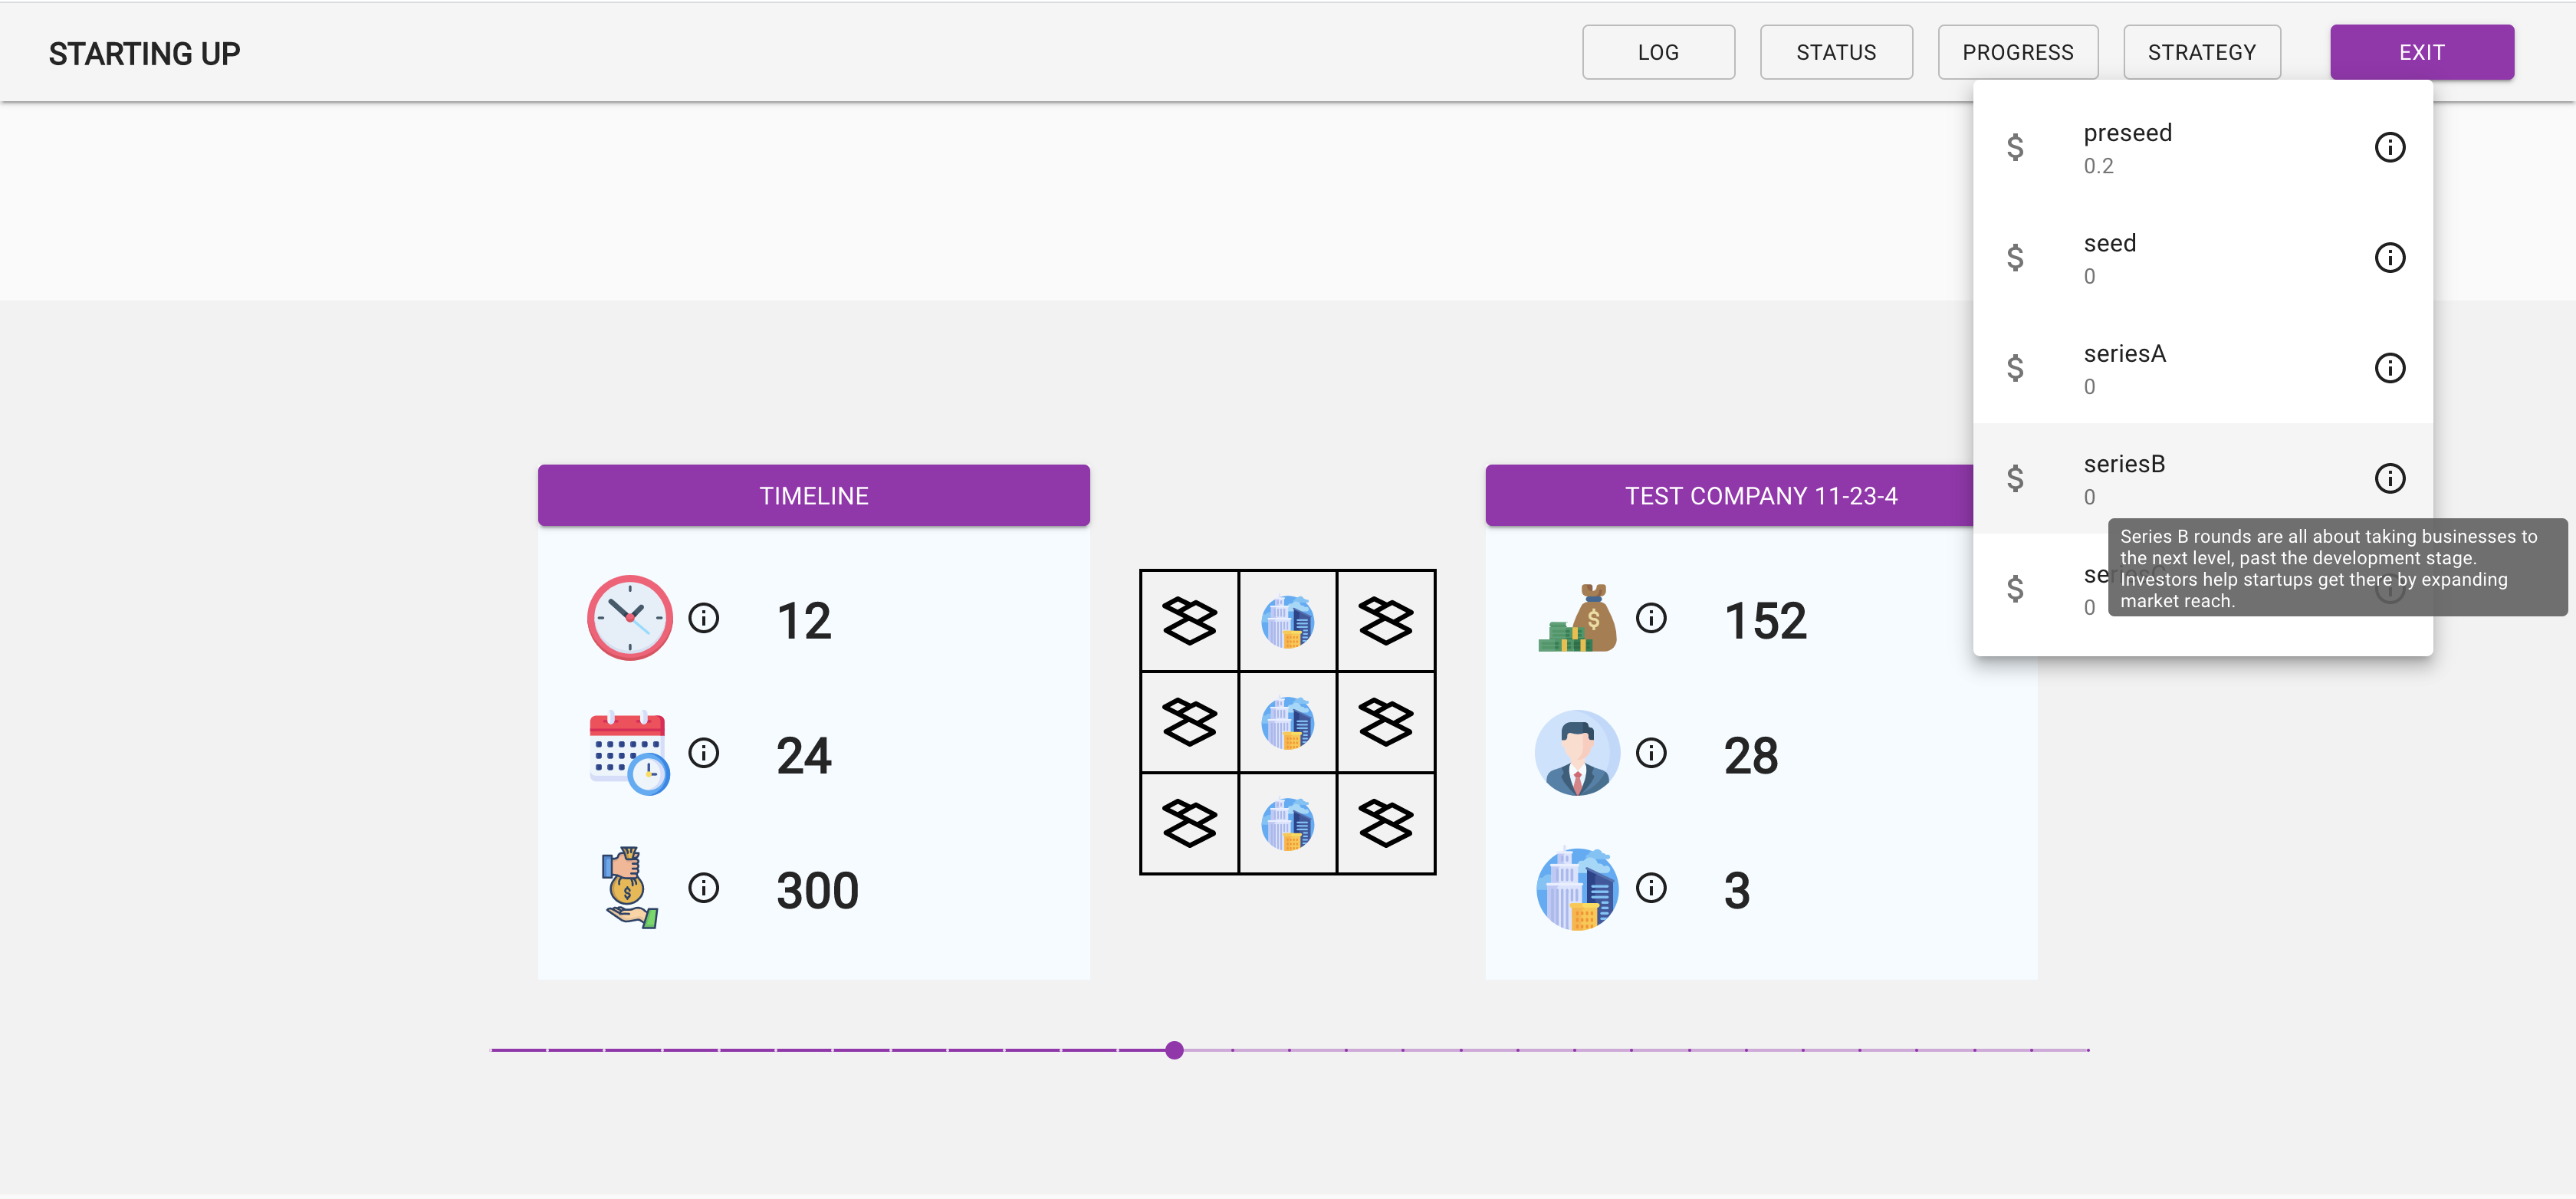 STARTING UP
LOG
STATUS
PROGRESS
STRATEGY
EXIT
$ preseed
0.2
$ seed
0
$ seriesA
0
$ seriesB
0
Series B rounds are all about taking businesses to
the next level, past the development stage.
Investors help startups get there by expanding
market reach.
$ seriesC
0
TIMELINE
12
24
300
TEST COMPANY 11-23-4
152
28
3